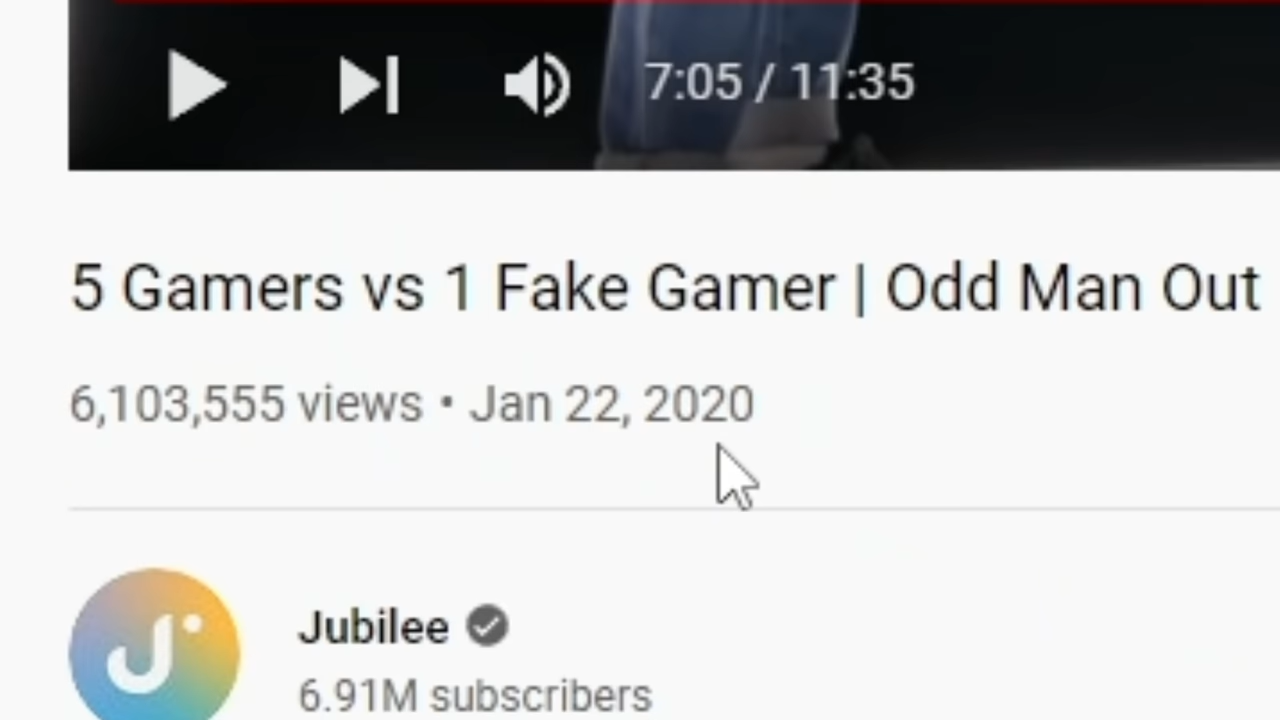 7:05 / 11:35
5 Gamers vs 1 Fake Gamer | Odd Man Out
6,103,555 views • Jan 22, 2020
Jubilee
6.91M subscribers